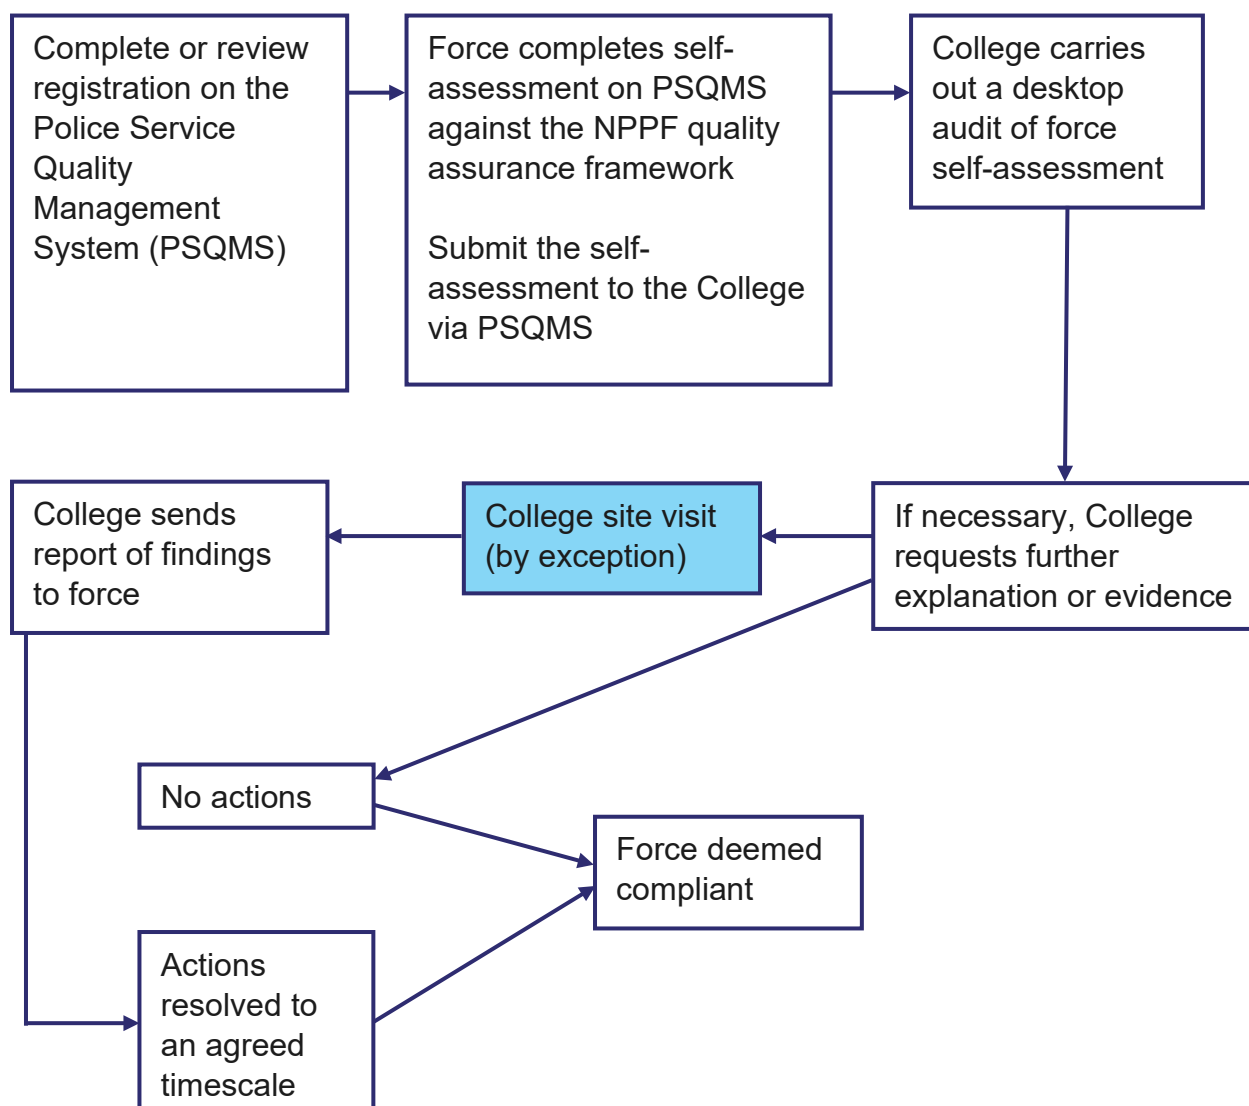 Complete or review
registration on the
Police Service
Quality
Management
System (PSQMS)
Force completes self-
assessment on PSQMS
against the NPPF quality
assurance framework
Submit the self-
assessment to the College
via PSQMS
College carries
out a desktop
audit of force
self-assessment
If necessary, College
requests further
explanation or evidence
College site visit
(by exception)
College sends
report of findings
to force
No actions
Force deemed
compliant
Actions
resolved to
an agreed
timescale